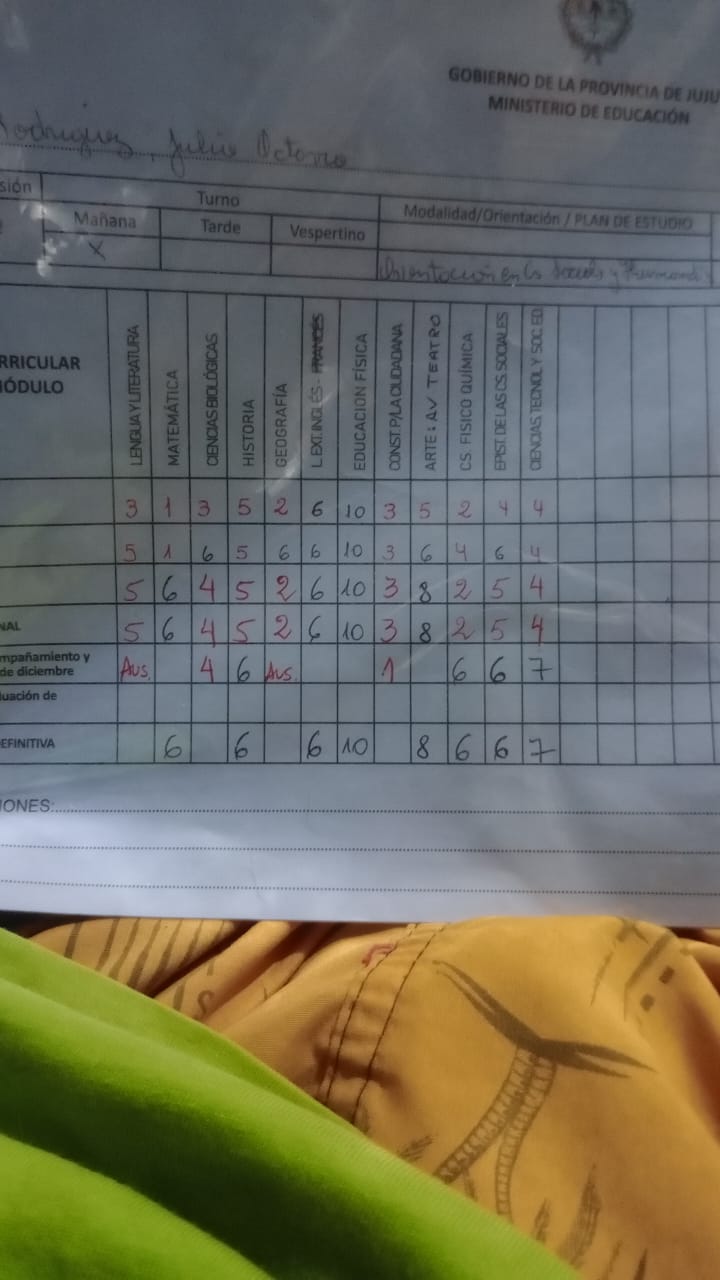 GOBIERNO DE LA PROVINCIA DE JUJU
MINISTERIO DE EDUCACIÓN
Rodriguez, Julio Octavio
sión Turno Modalidad/Orientación / PLAN DE ESTUDIO
Mañana Tarde Vespertino
X
Orientación en Cs Sociales y Humanid
RRICULAR
MÓDULO
LENGUA Y LITERATURA
MATEMÁTICA
CIENCIAS BIOLÓGICAS
HISTORIA
GEOGRAFÍA
L.EXT.INGLÉS - FRANCÉS
EDUCACION FÍSICA
CONST. P/LA CIUDADANA
ARTE: AV TEATRO
CS. FISICO QUÍMICA
EPIST. DE LAS CS. SOCIALES
CIENCIAS TECNOL Y SOC. ED
3 1 3 5 2 6 10 3 5 2 4 4
5 1 6 5 6 6 10 3 6 4 6 4
5 6 4 5 2 6 10 3 8 2 5 4
NAL 5 6 4 5 2 6 10 3 8 2 5 4
mpañamiento y
de diciembre Aus. 4 6 Aus. 1 6 6 7
luación de
EFINITIVA 6 6 6 10 8 6 6 7
IONES: